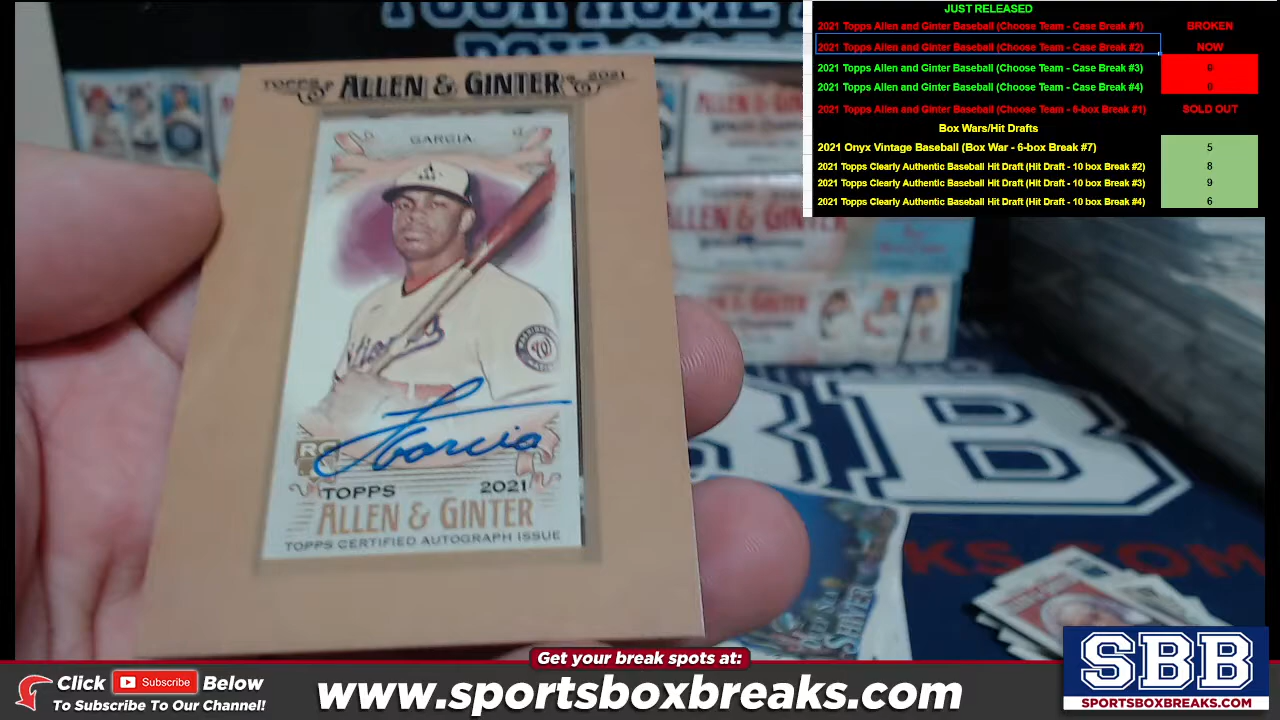 JUST RELEASED
2021 Topps Allen and Ginter Baseball (Choose Team - Case Break #1) BROKEN
2021 Topps Allen and Ginter Baseball (Choose Team - Case Break #2) NOW
2021 Topps Allen and Ginter Baseball (Choose Team - Case Break #3) 0
2021 Topps Allen and Ginter Baseball (Choose Team - Case Break #4) 0
2021 Topps Allen and Ginter Baseball (Choose Team - 6-box Break #1) SOLD OUT
Box Wars/Hit Drafts
2021 Onyx Vintage Baseball (Box War - 6-box Break #7) 5
2021 Topps Clearly Authentic Baseball Hit Draft (Hit Draft - 10 box Break #2) 8
2021 Topps Clearly Authentic Baseball Hit Draft (Hit Draft - 10 box Break #3) 9
2021 Topps Clearly Authentic Baseball Hit Draft (Hit Draft - 10 box Break #4) 6
YOUR HOME
TOPPS ALLEN & GINTER 2021
GARCIA
LGarcia
RC
TOPPS 2021
ALLEN & GINTER
TOPPS CERTIFIED AUTOGRAPH ISSUE
ALLEN & GINTER
BB
KS.COM
Get your break spots at:
Click Subscribe Below
To Subscribe To Our Channel!
www.sportsboxbreaks.com
SBB
SPORTSBOXBREAKS.COM